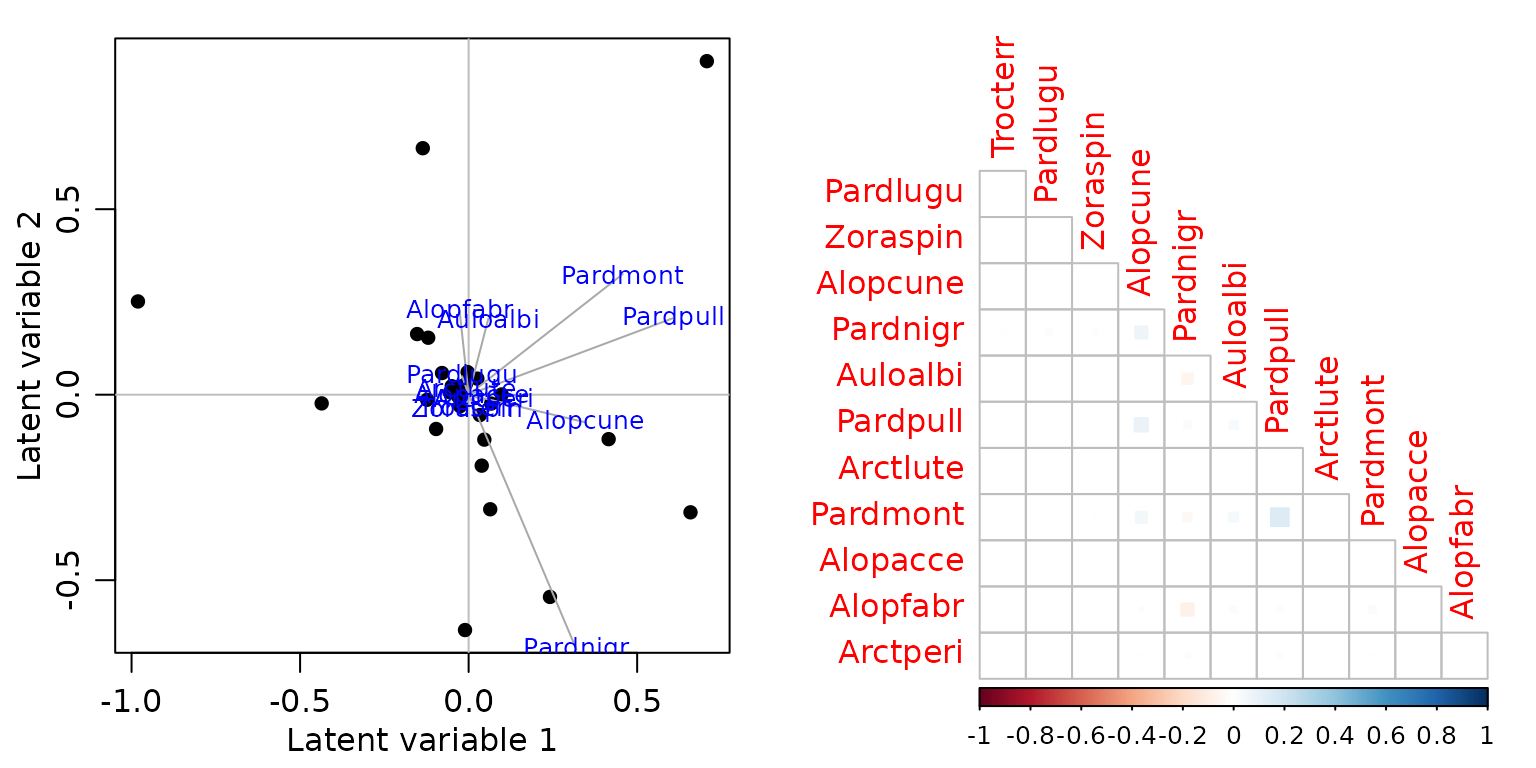 Latent variable 2
0.5
0.0
-0.5
-1.0
-0.5
0.0
0.5
Latent variable 1
Pardmont
Pardpull
Alopfabr
Auloalbi
Pardlugu
Zoraspin
Alopcune
Pardnigr
Trocterr
Pardlugu
Zoraspin
Alopcune
Pardnigr
Auloalbi
Pardpull
Arctlute
Pardmont
Alopacce
Alopfabr
Pardlugu
Zoraspin
Alopcune
Pardnigr
Auloalbi
Pardpull
Arctlute
Pardmont
Alopacce
Alopfabr
Arctperi
-1 -0.8 -0.6 -0.4 -0.2 0 0.2 0.4 0.6 0.8 1